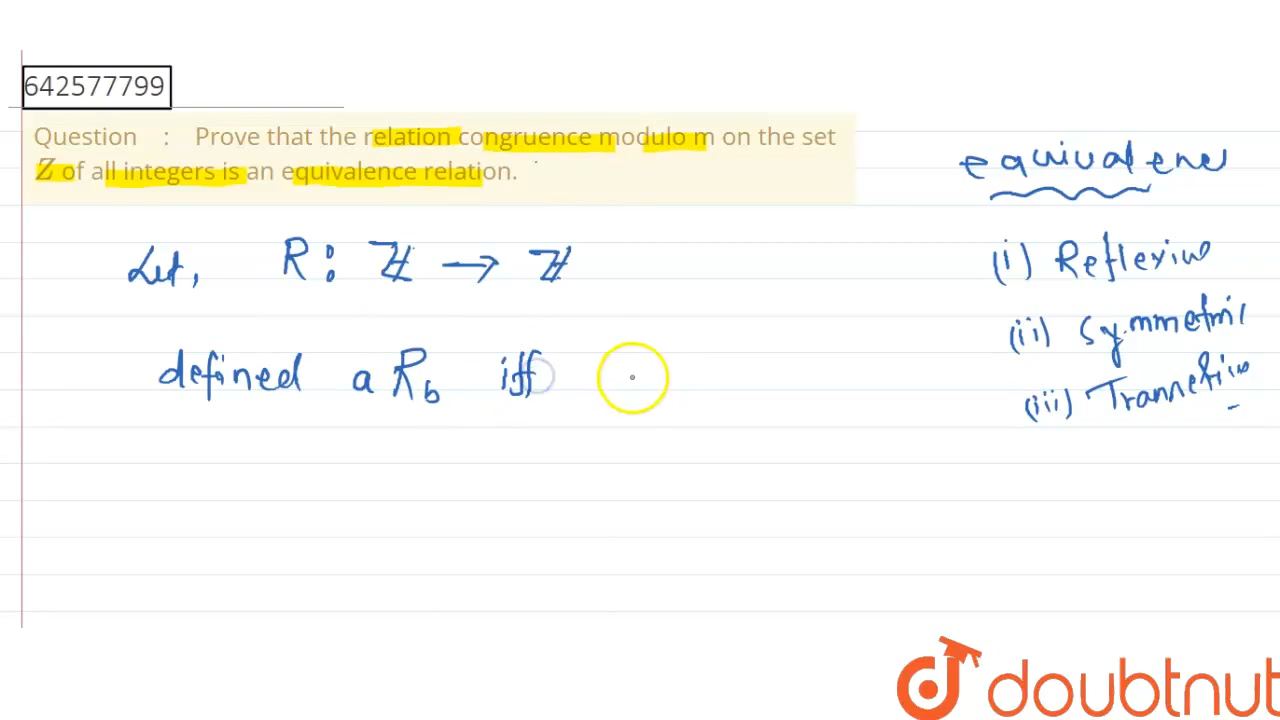 642577799
Question : Prove that the relation congruence modulo m on the set
Z of all integers is an equivalence relation.
equivalence
Let, R : ℤ → ℤ
(i) Reflexive
(ii) Symmetric
defined a R b iff
(iii) Transitive
doubtnut